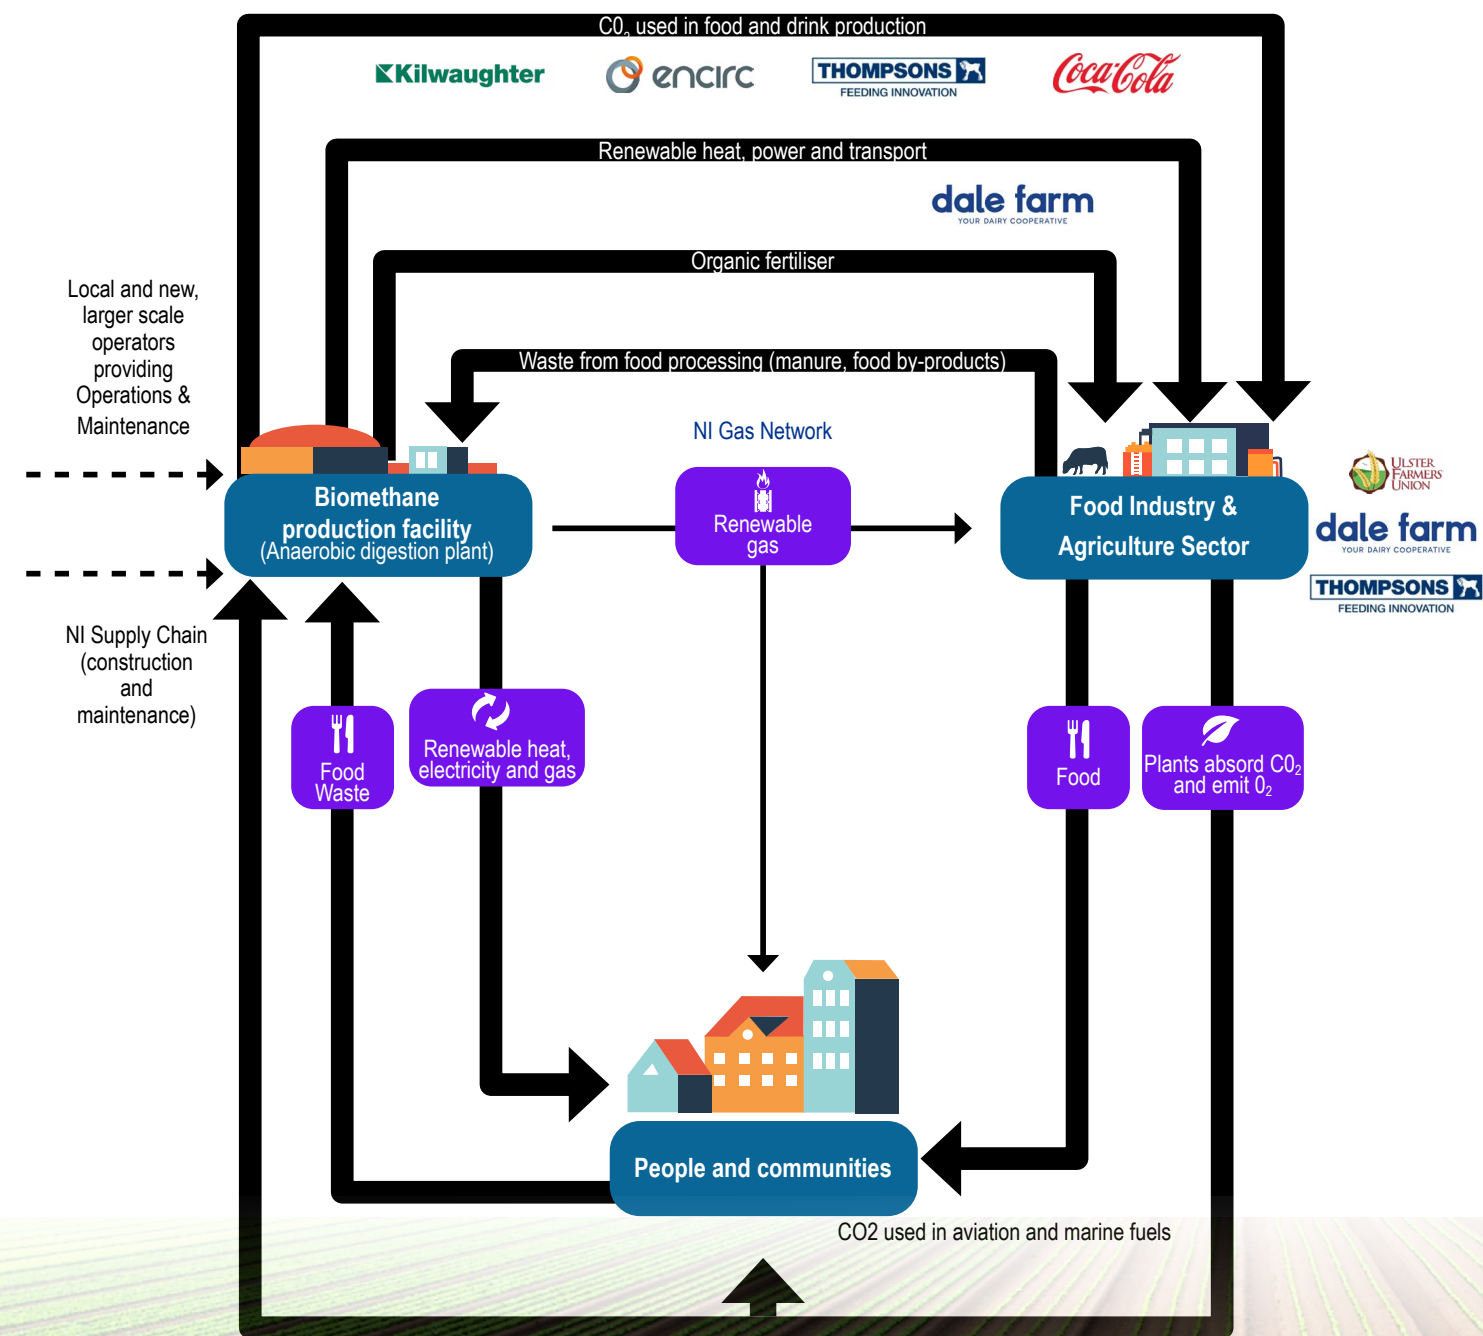 C0₂ used in food and drink production
Kilwaughter
encirc
THOMPSONS
FEEDING INNOVATION
Coca-Cola
Renewable heat, power and transport
dale farm
YOUR DAIRY COOPERATIVE
Organic fertiliser
Waste from food processing (manure, food by-products)
Local and new,
larger scale
operators
providing
Operations &
Maintenance
NI Gas Network
Renewable
gas
Biomethane
production facility
(Anaerobic digestion plant)
Food Industry &
Agriculture Sector
ULSTER
FARMERS
UNION
dale farm
YOUR DAIRY COOPERATIVE
THOMPSONS
FEEDING INNOVATION
NI Supply Chain
(construction
and
maintenance)
Food
Waste
Renewable heat,
electricity and gas
Food
Plants absord C0₂
and emit 0₂
People and communities
CO2 used in aviation and marine fuels